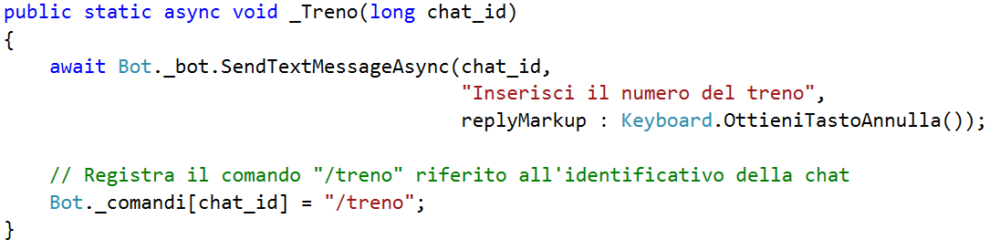 public static async void _Treno(long chat_id)
{
    await Bot._bot.SendTextMessageAsync(chat_id,
                                        "Inserisci il numero del treno",
                                        replyMarkup : Keyboard.OttieniTastoAnnulla());

    // Registra il comando "/treno" riferito all'identificativo della chat
    Bot._comandi[chat_id] = "/treno";
}